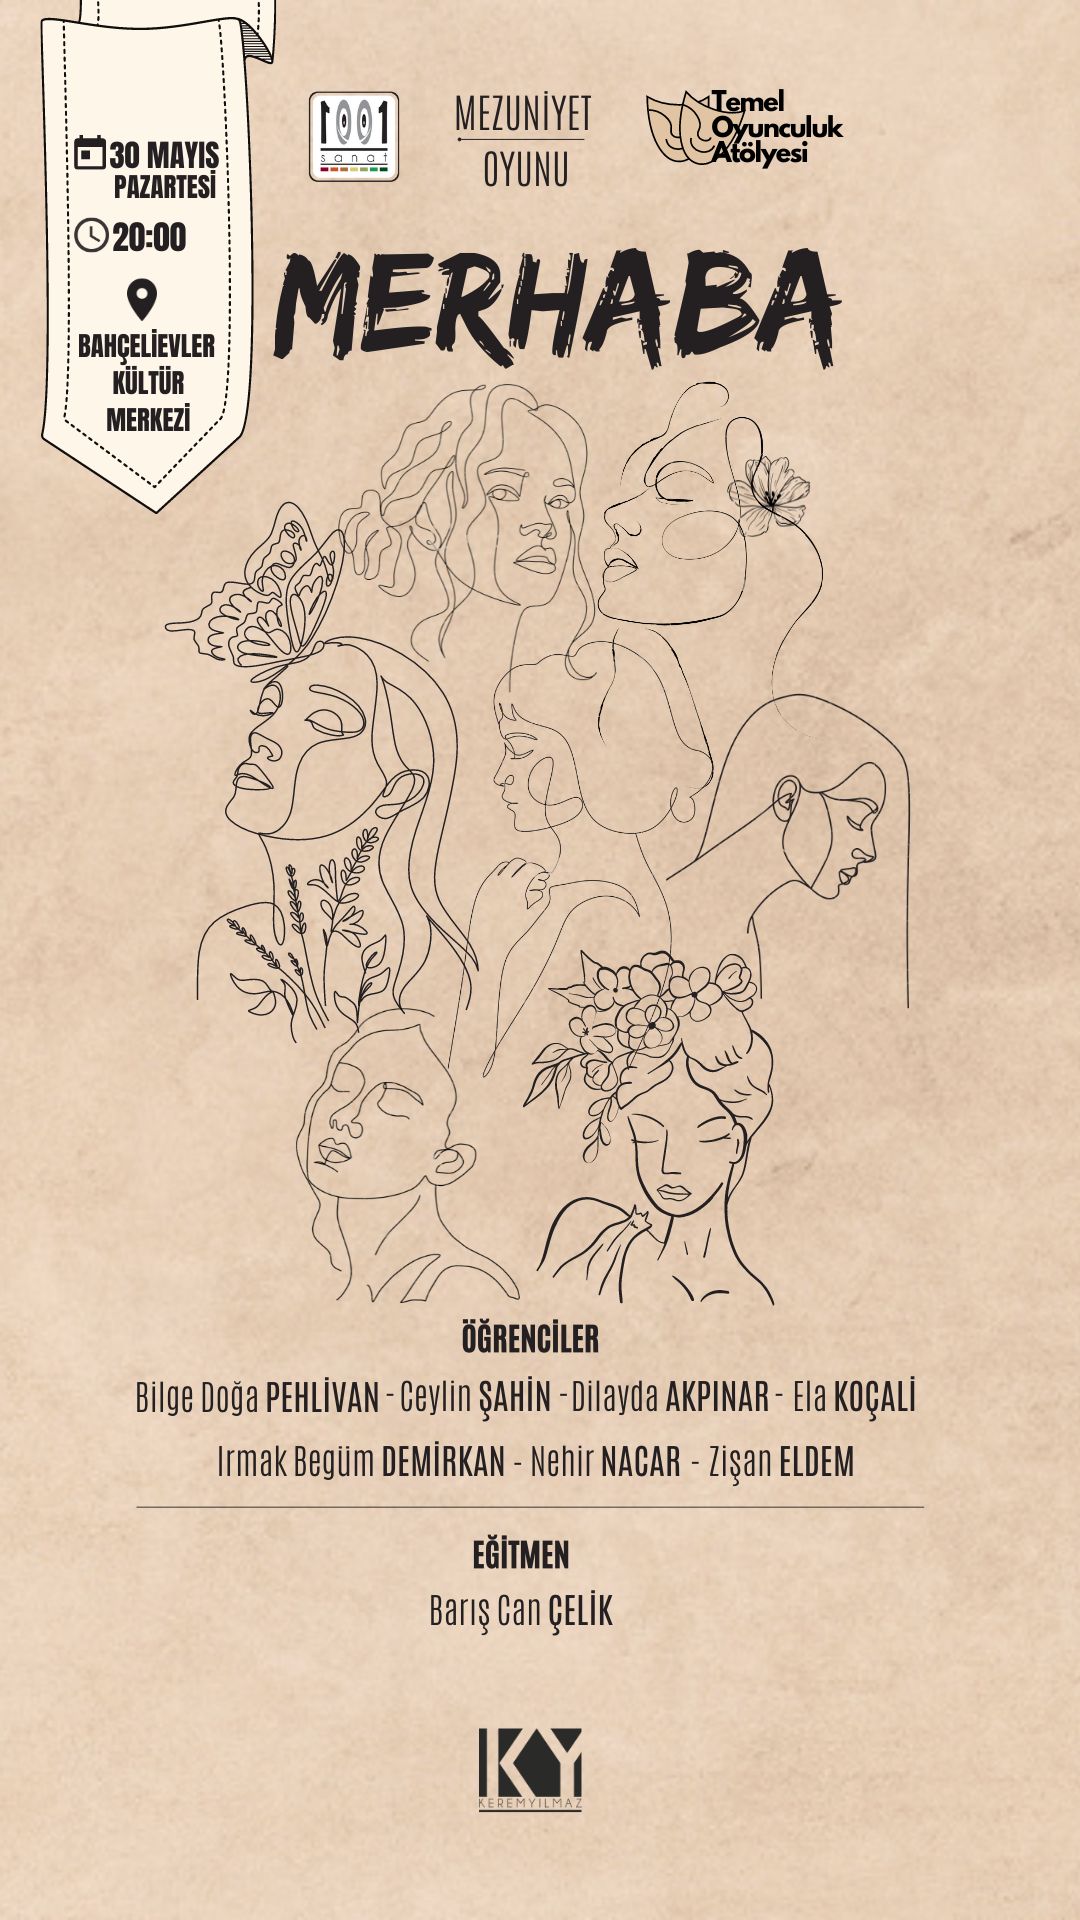 30 MAYIS
PAZARTESİ
20:00
BAHÇELİEVLER
KÜLTÜR
MERKEZİ
1001
sanat
MEZUNİYET
OYUNU
Temel
Oyunculuk
Atölyesi
MERHABA
ÖĞRENCİLER
Bilge Doğa PEHLİVAN - Ceylin ŞAHİN - Dilayda AKPINAR - Ela KOÇALİ
Irmak Begüm DEMİRKAN - Nehir NACAR - Zişan ELDEM
EĞİTMEN
Barış Can ÇELİK
KY
KEREMYILMAZ